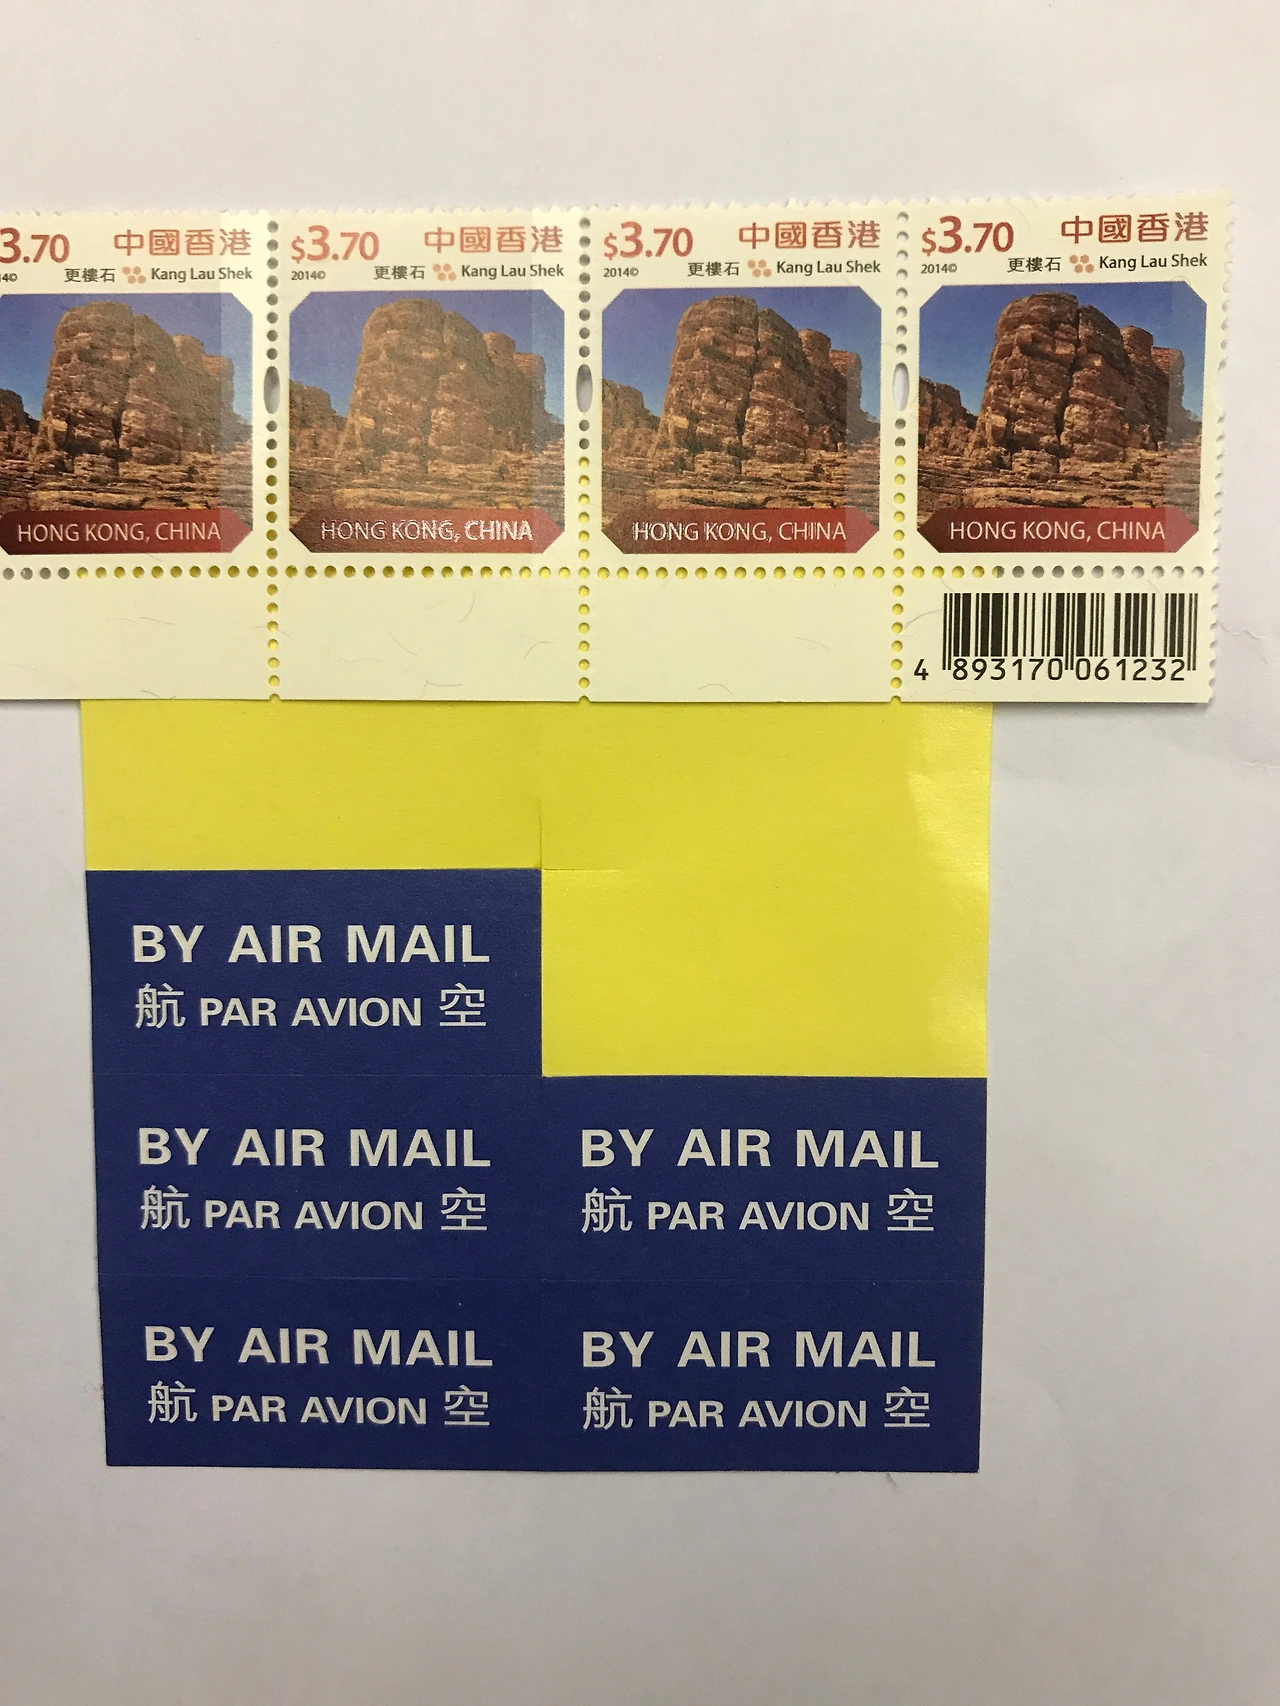 3.70 中國香港
14© 更樓石 Kang Lau Shek
HONG KONG, CHINA
$3.70 中國香港
2014© 更樓石 Kang Lau Shek
HONG KONG, CHINA
$3.70 中國香港
2014© 更樓石 Kang Lau Shek
HONG KONG, CHINA
$3.70 中國香港
2014© 更樓石 Kang Lau Shek
HONG KONG, CHINA
4 893170 061232
BY AIR MAIL
航 PAR AVION 空
BY AIR MAIL
航 PAR AVION 空
BY AIR MAIL
航 PAR AVION 空
BY AIR MAIL
航 PAR AVION 空
BY AIR MAIL
航 PAR AVION 空